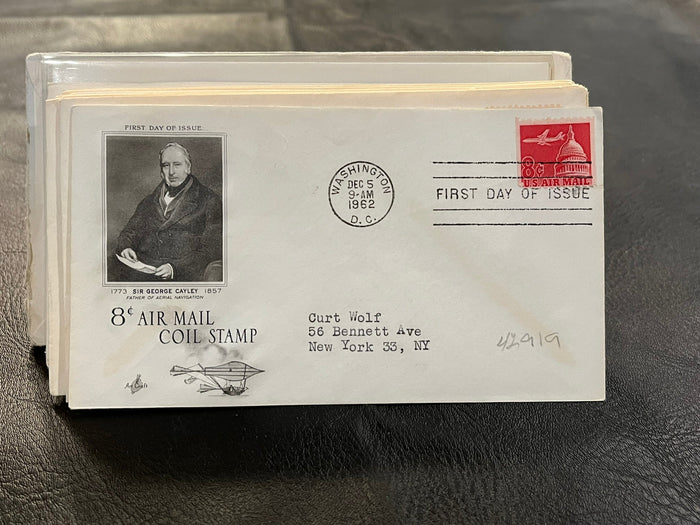 FIRST DAY OF ISSUE
1773 SIR GEORGE CAYLEY 1857
FATHER OF AERIAL NAVIGATION
8¢ AIR MAIL
COIL STAMP
Art Craft
WASHINGTON
DEC 5
9-AM
1962
D. C.
8¢
U.S. AIR MAIL
FIRST DAY OF ISSUE
Curt Wolf
56 Bennett Ave
New York 33, NY